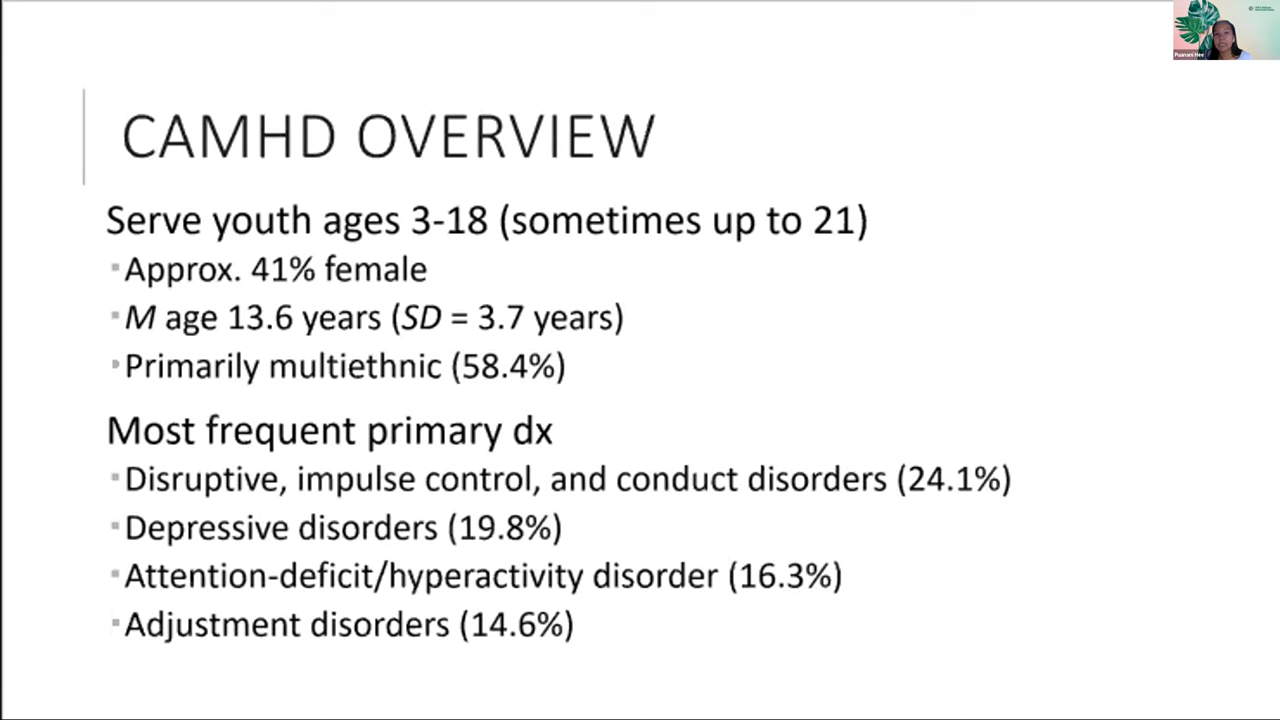 CAMHD OVERVIEW
Serve youth ages 3-18 (sometimes up to 21)
Approx. 41% female
M age 13.6 years (SD = 3.7 years)
Primarily multiethnic (58.4%)
Most frequent primary dx
Disruptive, impulse control, and conduct disorders (24.1%)
Depressive disorders (19.8%)
Attention-deficit/hyperactivity disorder (16.3%)
Adjustment disorders (14.6%)